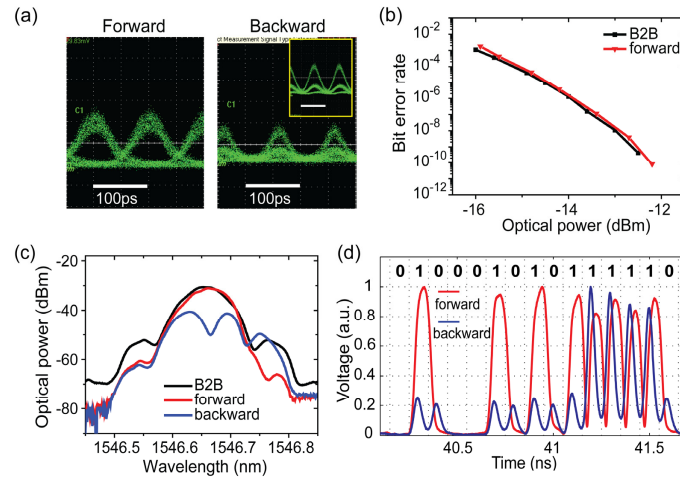 (a)
Forward
Backward
ct Measurement Signal Type
C1
C1
100ps
100ps
(b)
Bit error rate
10⁻²
10⁻⁴
10⁻⁶
10⁻⁸
10⁻¹⁰
10⁻¹²
B2B
forward
-16 -14 -12
Optical power (dBm)
(c)
Optical power (dBm)
-20
-40
-60
-80
B2B
forward
backward
1546.5 1546.6 1546.7 1546.8
Wavelength (nm)
(d)
0 1 0 0 0 1 0 1 0 1 1 1 1 1 0
Voltage (a.u.)
1
0.8
0.6
0.4
0.2
0
forward
backward
40.5 41 41.5
Time (ns)